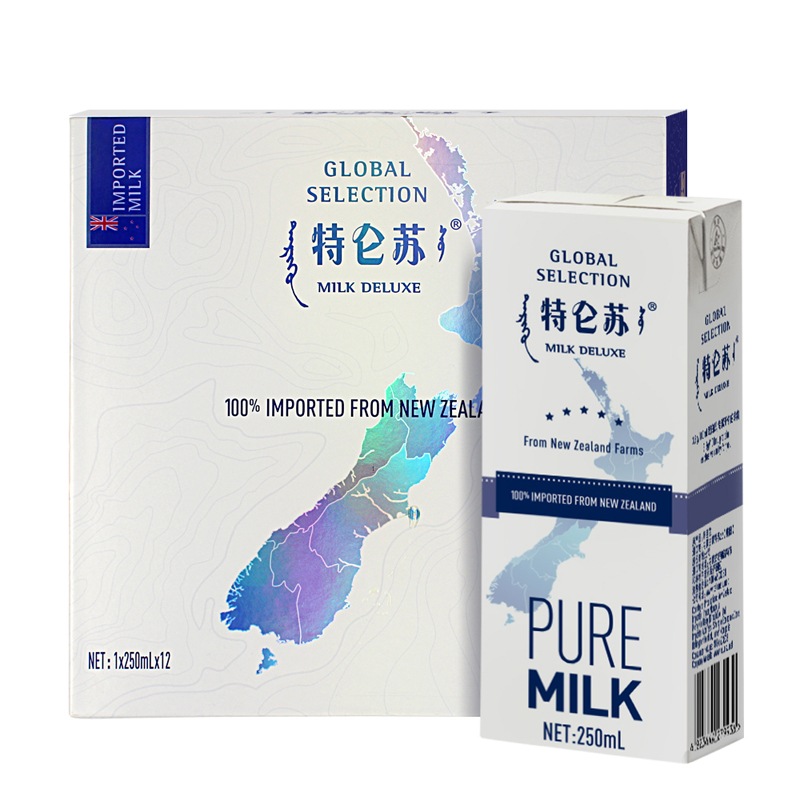 IMPORTED
MILK
GLOBAL
SELECTION
特仑苏®
MILK DELUXE
100% IMPORTED FROM NEW ZEALA
NET: 1x250mLx12
GLOBAL
SELECTION
特仑苏®
MILK DELUXE
From New Zealand Farms
100% IMPORTED FROM NEW ZEALAND
PURE
MILK
NET:250mL
GLOBAL
SELECTION
特仑苏
MILK DELUXE